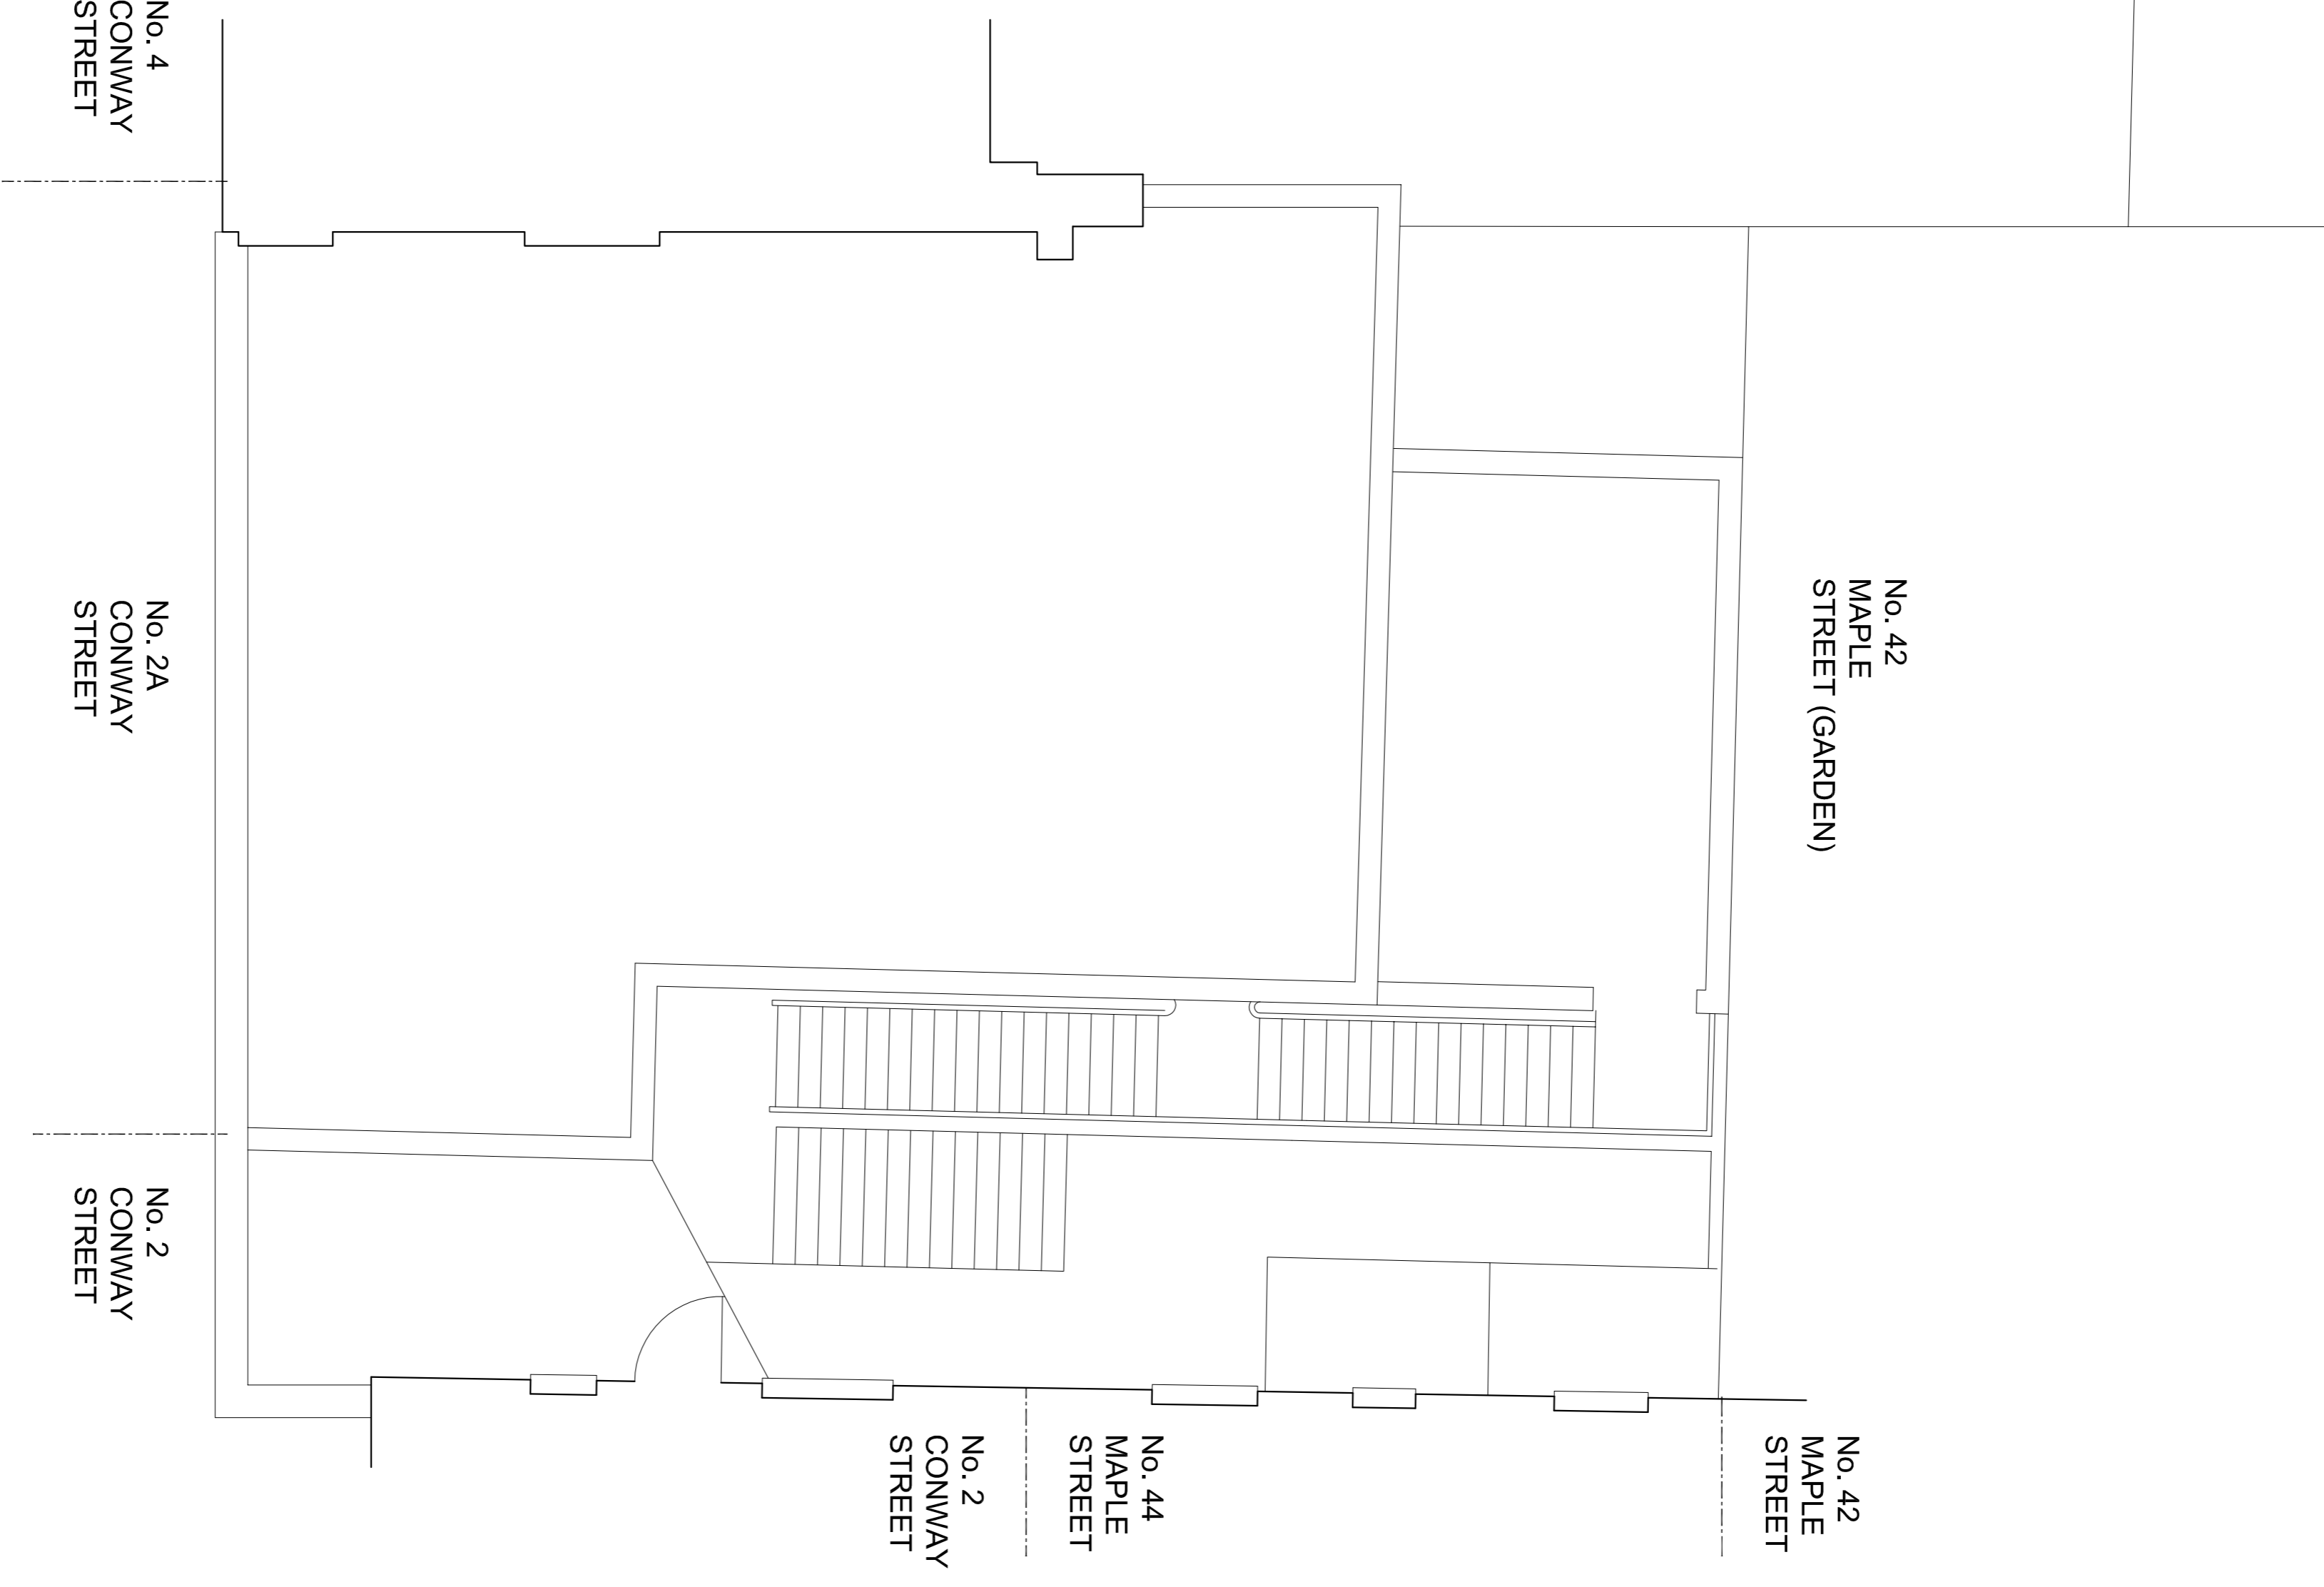 No. 4
CONWAY
STREET
No. 2A
CONWAY
STREET
No. 2
CONWAY
STREET
No. 42
MAPLE
STREET (GARDEN)
No. 2
CONWAY
STREET
No. 44
MAPLE
STREET
No. 42
MAPLE
STREET